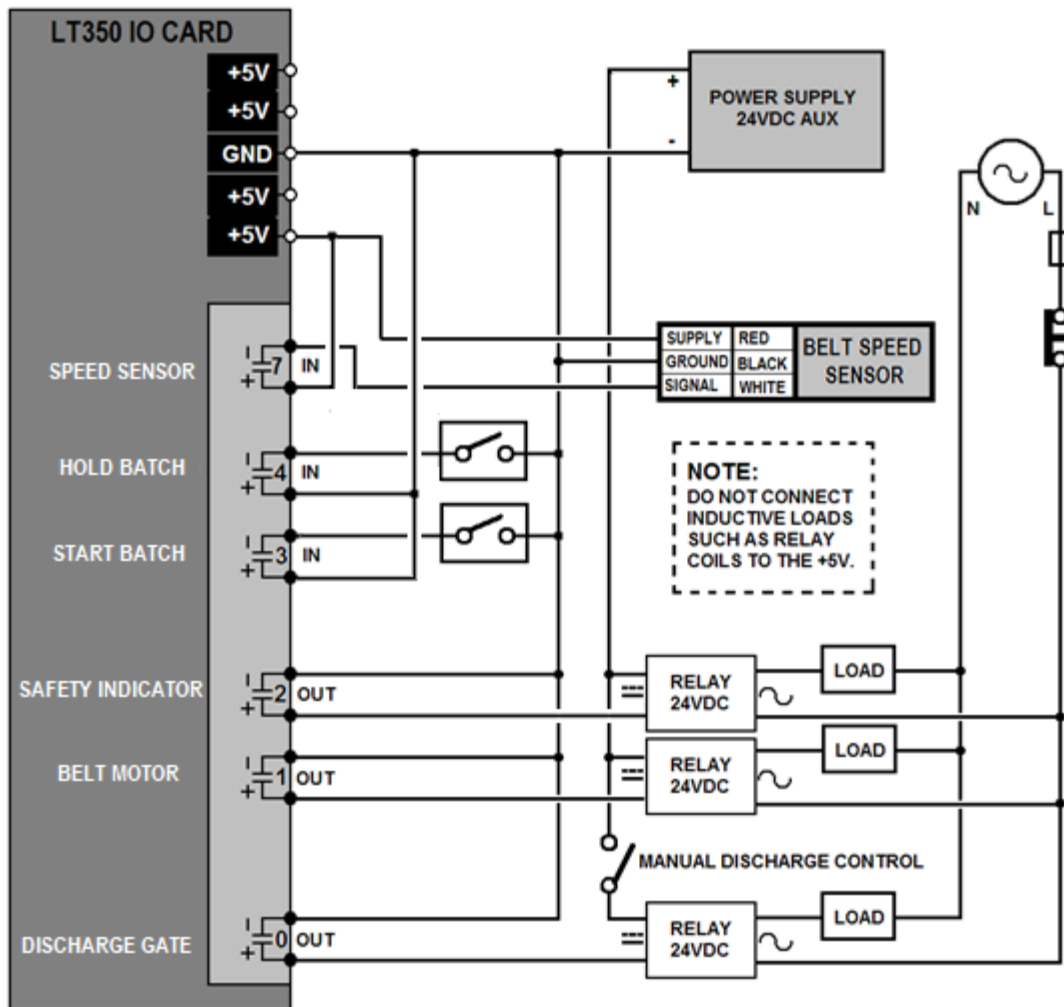 LT350 IO CARD
+5V
+5V
GND
+5V
+5V
+
-
POWER SUPPLY
24VDC AUX
N
L
SPEED SENSOR
- 7 IN
+
SUPPLY RED
GROUND BLACK
SIGNAL WHITE
BELT SPEED
SENSOR
HOLD BATCH
- 4 IN
+
START BATCH
- 3 IN
+
NOTE:
DO NOT CONNECT
INDUCTIVE LOADS
SUCH AS RELAY
COILS TO THE +5V.
SAFETY INDICATOR
- 2 OUT
+
RELAY
24VDC
LOAD
BELT MOTOR
- 1 OUT
+
RELAY
24VDC
LOAD
MANUAL DISCHARGE CONTROL
DISCHARGE GATE
- 0 OUT
+
RELAY
24VDC
LOAD